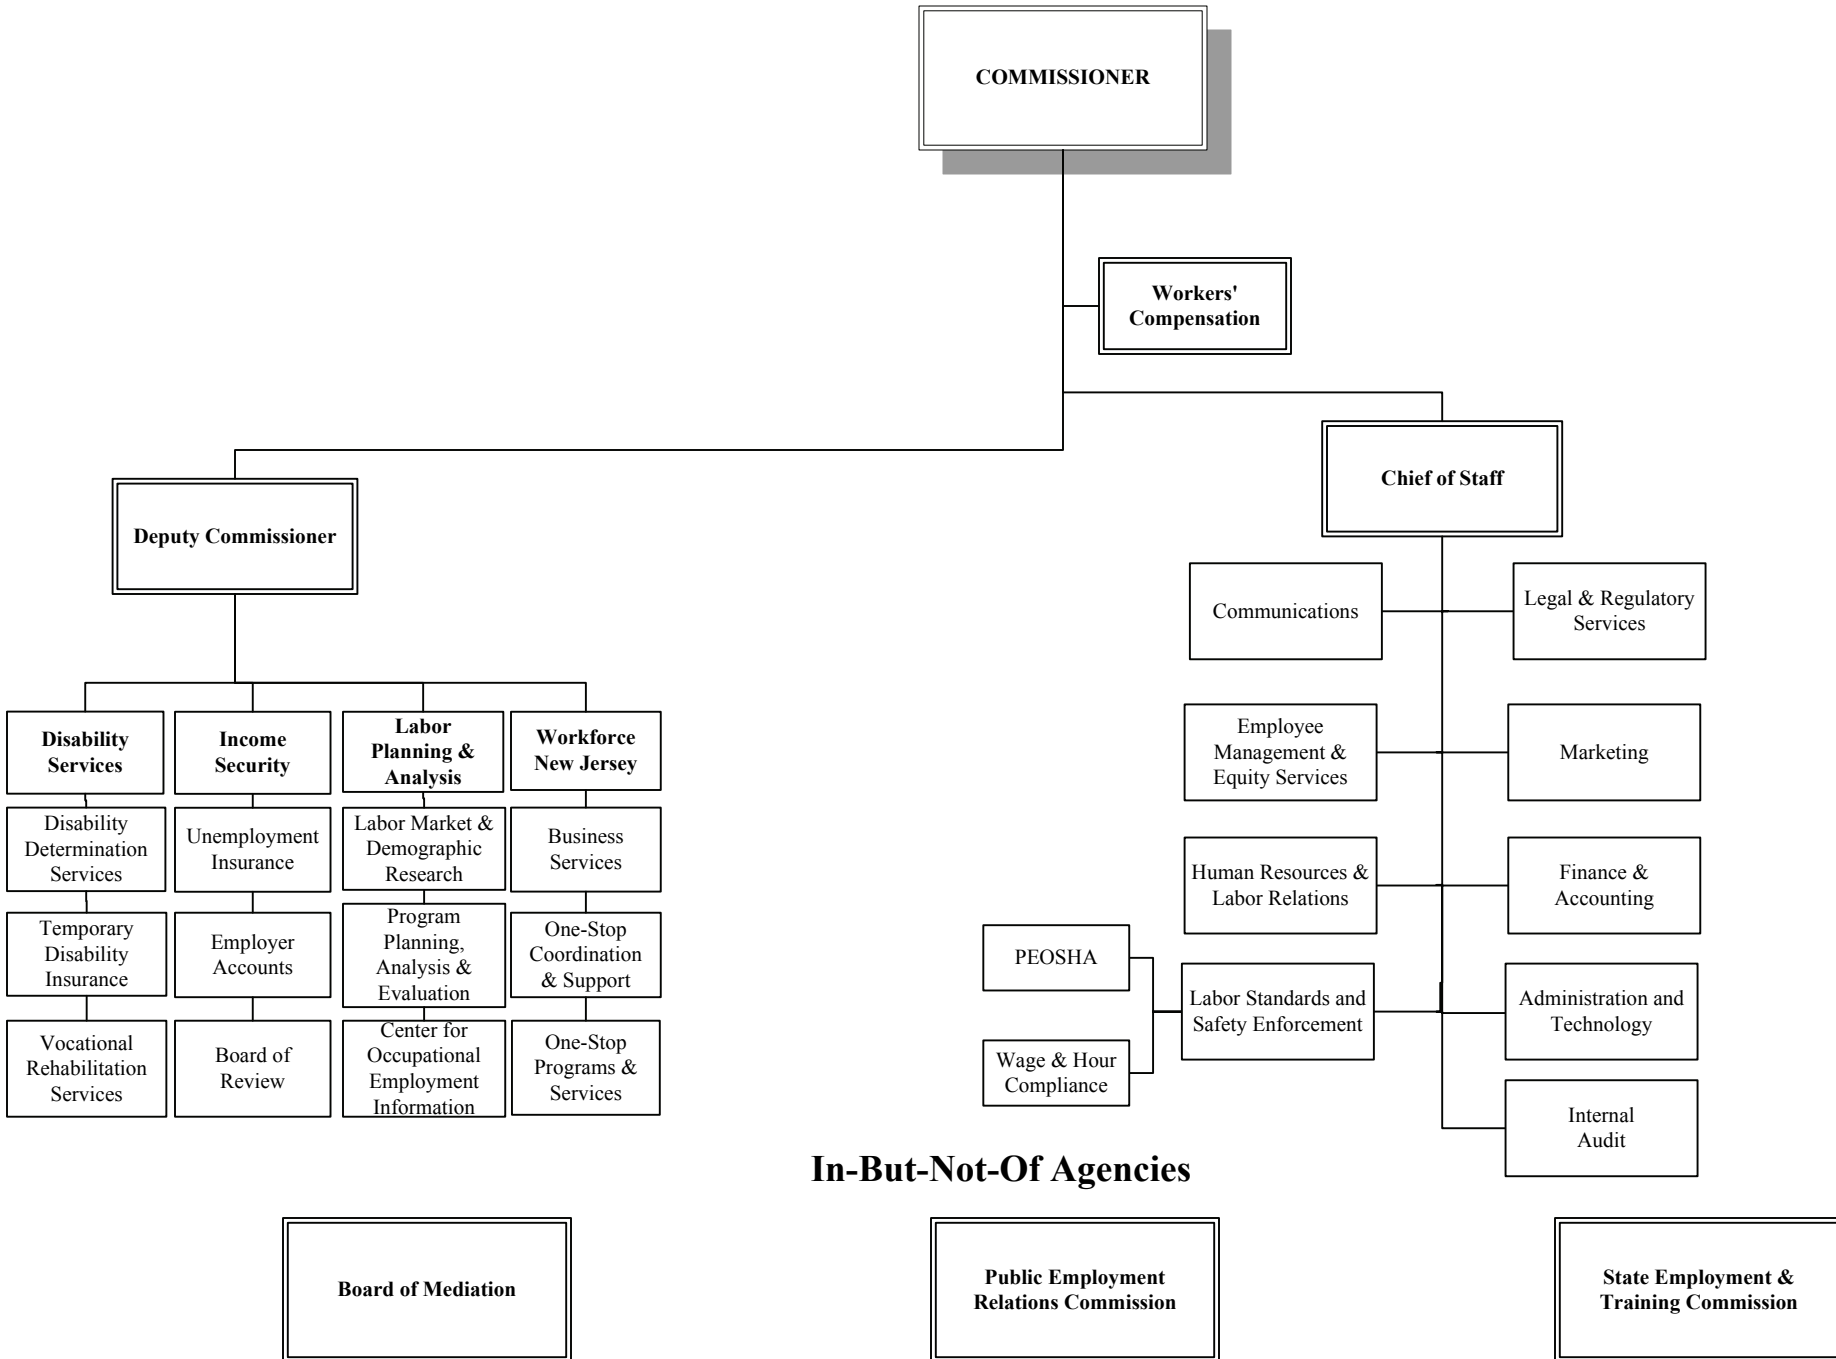 COMMISSIONER
Workers'
Compensation
Chief of Staff
Deputy Commissioner
Communications
Legal & Regulatory
Services
Employee
Management &
Equity Services
Marketing
Human Resources &
Labor Relations
Finance &
Accounting
PEOSHA
Labor Standards and
Safety Enforcement
Administration and
Technology
Wage & Hour
Compliance
Internal
Audit
Disability
Services
Disability
Determination
Services
Temporary
Disability
Insurance
Vocational
Rehabilitation
Services
Income
Security
Unemployment
Insurance
Employer
Accounts
Board of
Review
Labor
Planning &
Analysis
Labor Market &
Demographic
Research
Program
Planning,
Analysis &
Evaluation
Center for
Occupational
Employment
Information
Workforce
New Jersey
Business
Services
One-Stop
Coordination
& Support
One-Stop
Programs &
Services
In-But-Not-Of Agencies
Board of Mediation
Public Employment
Relations Commission
State Employment &
Training Commission